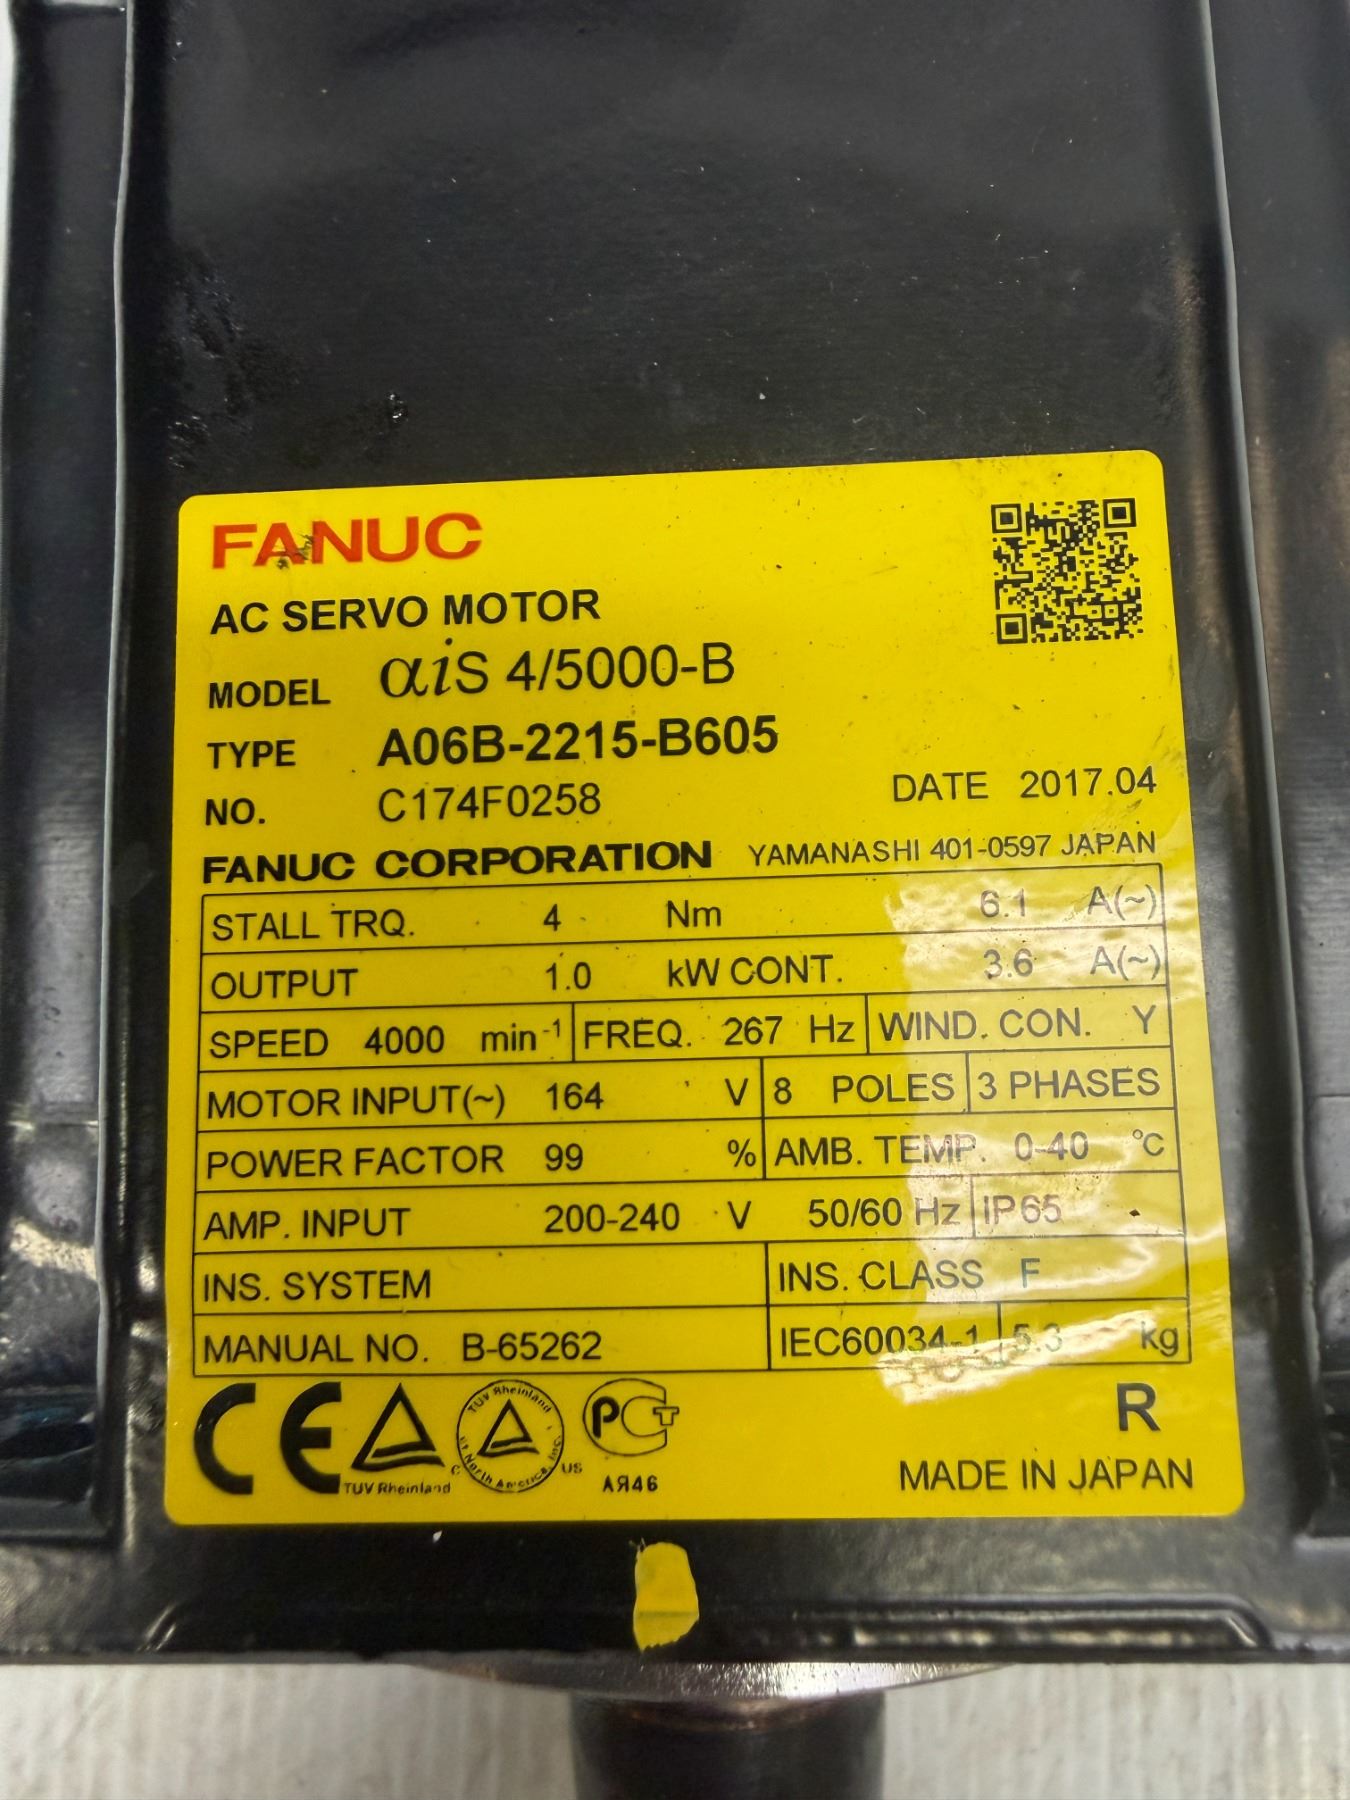 FANUC
AC SERVO MOTOR
MODEL αiS 4/5000-B
TYPE A06B-2215-B605
NO. C174F0258 DATE 2017.04
FANUC CORPORATION YAMANASHI 401-0597 JAPAN
STALL TRQ. 4 Nm 6.1 A(~)
OUTPUT 1.0 kW CONT. 3.6 A(~)
SPEED 4000 min⁻¹ FREQ. 267 Hz WIND. CON. Y
MOTOR INPUT(~) 164 V 8 POLES 3 PHASES
POWER FACTOR 99 % AMB. TEMP. 0-40 °C
AMP. INPUT 200-240 V 50/60 Hz IP65
INS. SYSTEM INS. CLASS F
MANUAL NO. B-65262 IEC60034-1 5.3 kg
CE TUV Rheinland c TUV Rheinland of North America, Inc. US PCT АЯ46
R
MADE IN JAPAN